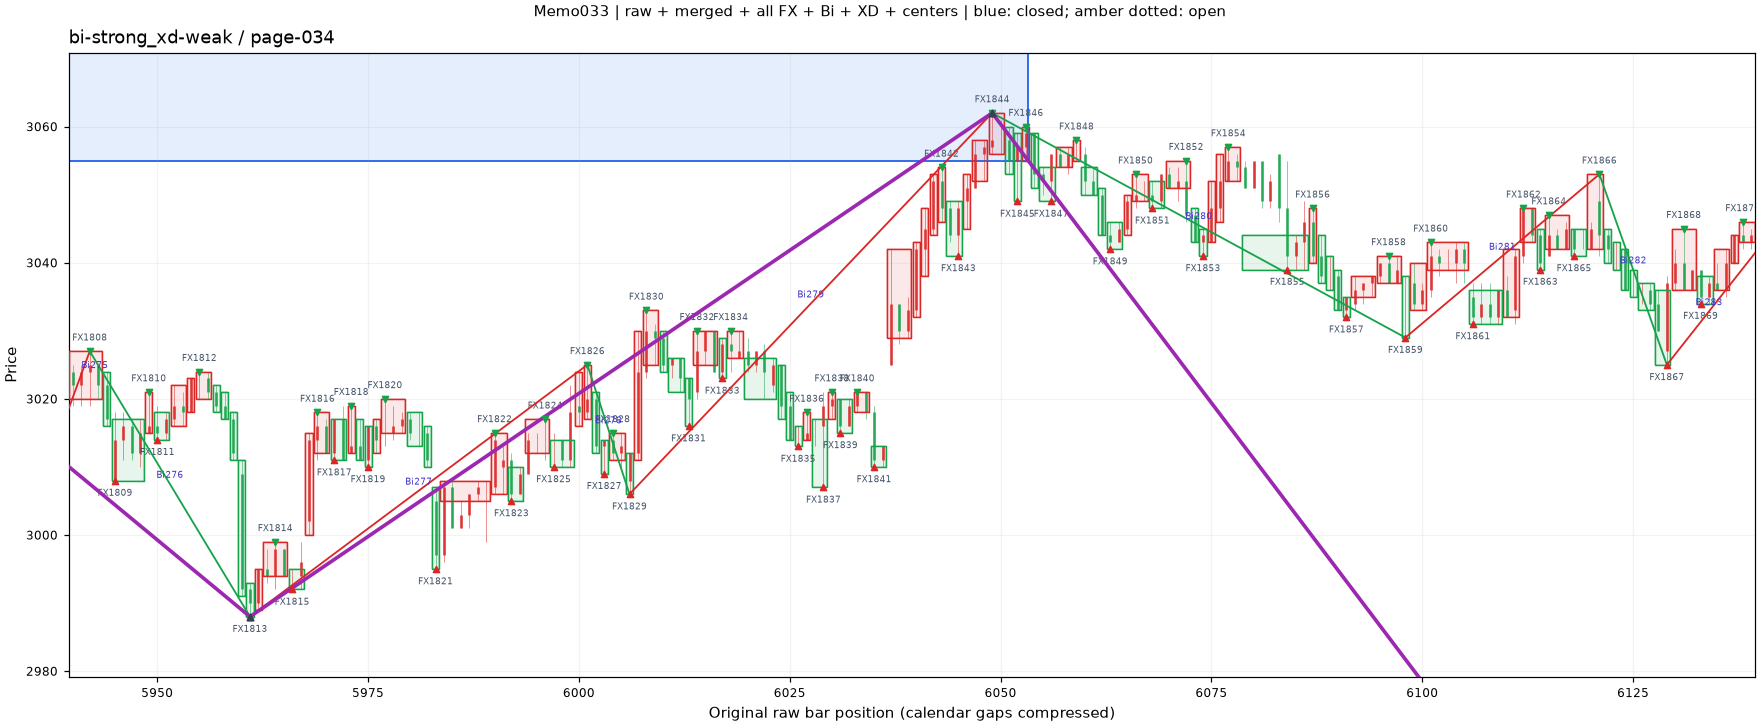 Memo033 | raw + merged + all FX + Bi + XD + centers | blue: closed; amber dotted: open
bi-strong_xd-weak / page-034
Price
3060
3040
3020
3000
2980
FX1844
FX1846
FX1848
FX1854
FX1842
FX1852
FX1850
FX1866
FX1856
FX1862
FX1864
FX1868
FX187
FX1845
FX1847
FX1851
Bi280
FX1860
FX1858
Bi281
FX1849
FX1853
FX1843
FX1855
FX1863
FX1865
Bi282
Bi279
FX1830
Bi283
FX1869
FX1832
FX1834
FX1857
FX1861
FX1808
FX1826
FX1859
FX1812
Bi275
FX1810
FX1833
FX1840
FX1867
FX1820
FX1818
FX1816
FX1836
FX1824
FX1822
FX1828
FX1831
FX1839
FX1811
FX1835
FX1817
FX1819
FX1825
FX1841
Bi276
Bi277
FX1827
FX1809
FX1837
FX1829
FX1823
FX1814
FX1821
FX1815
FX1813
5950
5975
6000
6025
6050
6075
6100
6125
Original raw bar position (calendar gaps compressed)